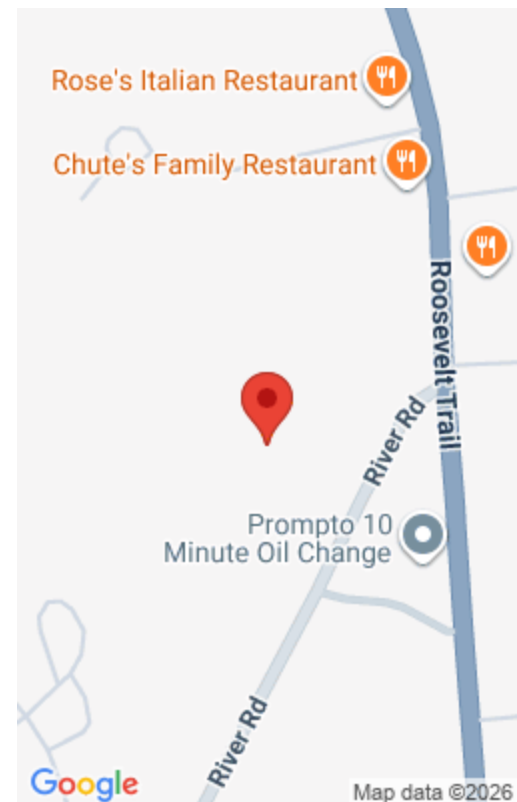 Rose's Italian Restaurant
Chute's Family Restaurant
Roosevelt Trail
River Rd
Prompto 10
Minute Oil Change
River Rd
Google
Map data ©2026